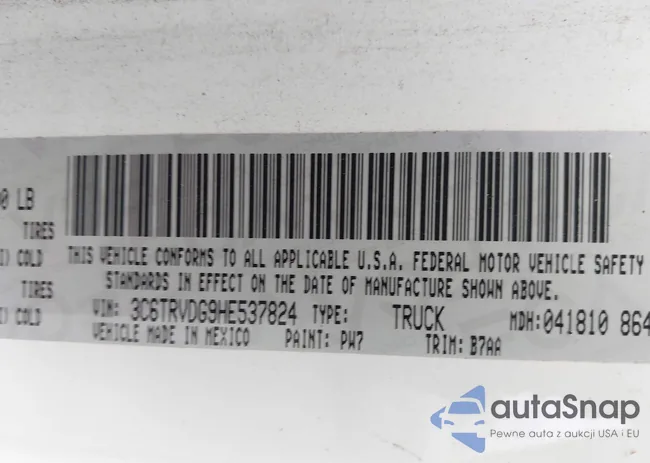 0 LB
TIRES
COLD
TIRES
COLD
THIS VEHICLE CONFORMS TO ALL APPLICABLE U.S.A. FEDERAL MOTOR VEHICLE SAFETY
STANDARDS IN EFFECT ON THE DATE OF MANUFACTURE SHOWN ABOVE.
VIN: 3C6TRVDG9HE537824 TYPE: TRUCK MDH:041810 864
VEHICLE MADE IN MEXICO PAINT: PW7 TRIM: B7AA
autaSnap
Pewne auta z aukcji USA i EU